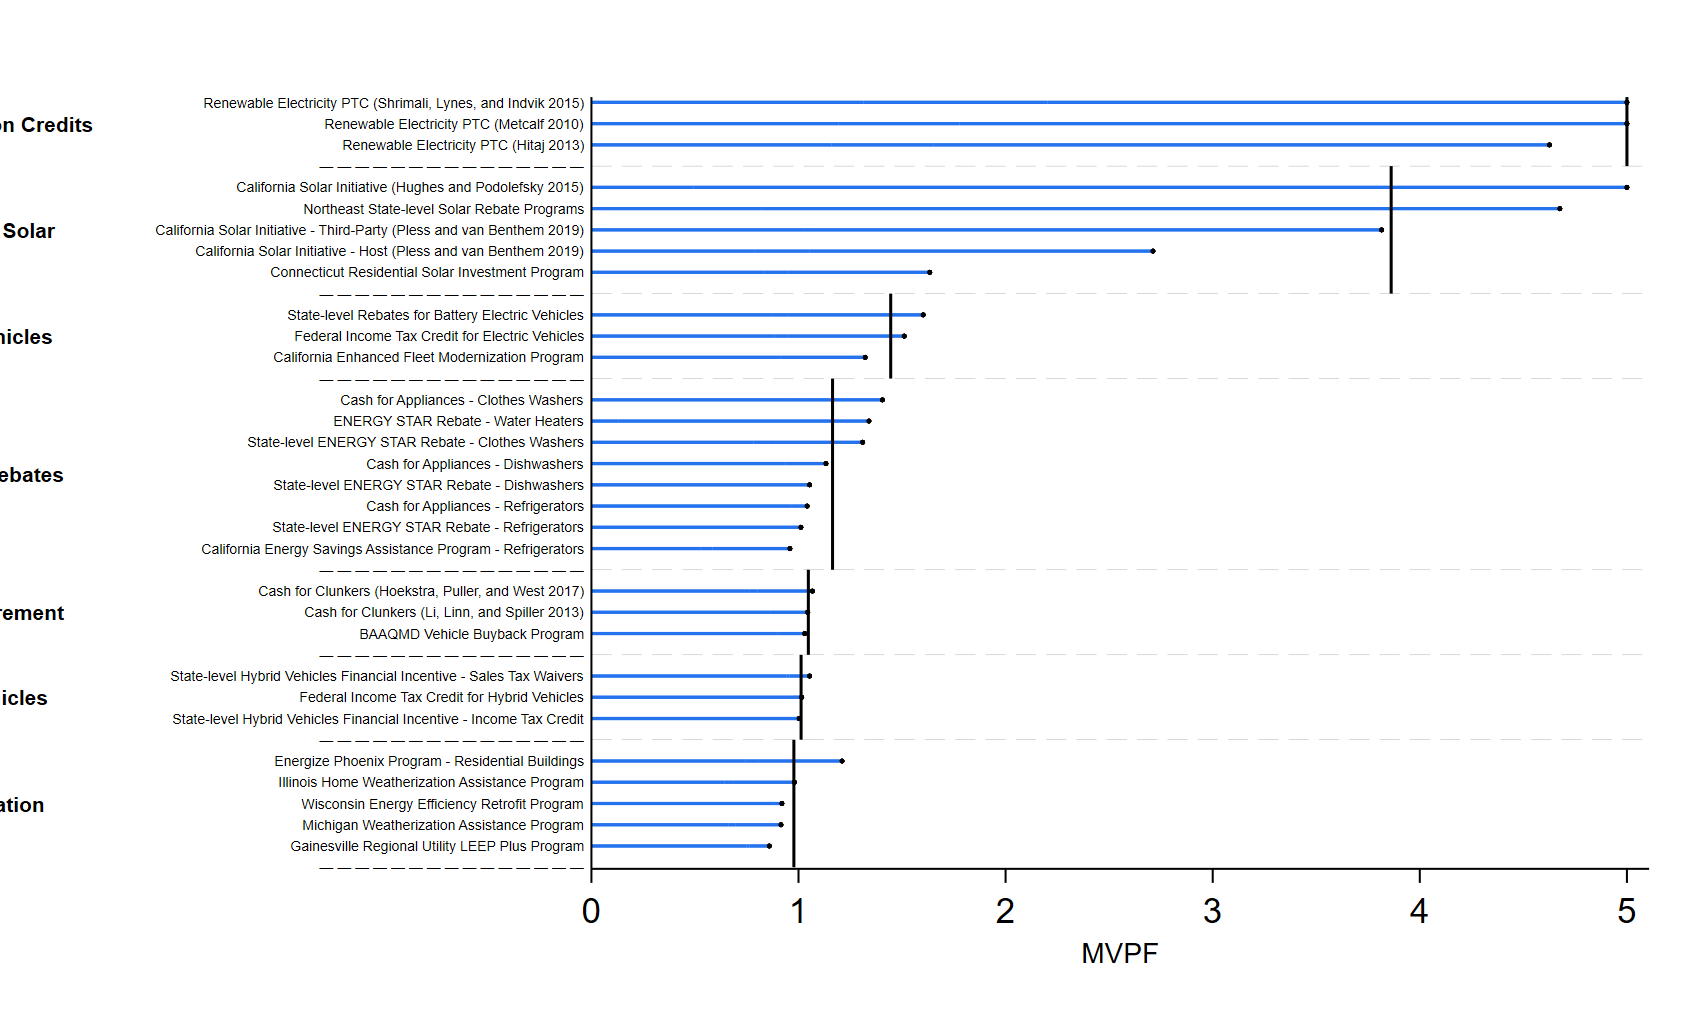 Renewable Electricity PTC (Shrimali, Lynes, and Indvik 2015)
on Credits
Renewable Electricity PTC (Metcalf 2010)
Renewable Electricity PTC (Hitaj 2013)
California Solar Initiative (Hughes and Podolefsky 2015)
Northeast State-level Solar Rebate Programs
Solar
California Solar Initiative - Third-Party (Pless and van Benthem 2019)
California Solar Initiative - Host (Pless and van Benthem 2019)
Connecticut Residential Solar Investment Program
State-level Rebates for Battery Electric Vehicles
hicles
Federal Income Tax Credit for Electric Vehicles
California Enhanced Fleet Modernization Program
Cash for Appliances - Clothes Washers
ENERGY STAR Rebate - Water Heaters
State-level ENERGY STAR Rebate - Clothes Washers
Cash for Appliances - Dishwashers
ebates
State-level ENERGY STAR Rebate - Dishwashers
Cash for Appliances - Refrigerators
State-level ENERGY STAR Rebate - Refrigerators
California Energy Savings Assistance Program - Refrigerators
Cash for Clunkers (Hoekstra, Puller, and West 2017)
rement
Cash for Clunkers (Li, Linn, and Spiller 2013)
BAAQMD Vehicle Buyback Program
State-level Hybrid Vehicles Financial Incentive - Sales Tax Waivers
icles
Federal Income Tax Credit for Hybrid Vehicles
State-level Hybrid Vehicles Financial Incentive - Income Tax Credit
Energize Phoenix Program - Residential Buildings
Illinois Home Weatherization Assistance Program
ation
Wisconsin Energy Efficiency Retrofit Program
Michigan Weatherization Assistance Program
Gainesville Regional Utility LEEP Plus Program
0 1 2 3 4 5
MVPF